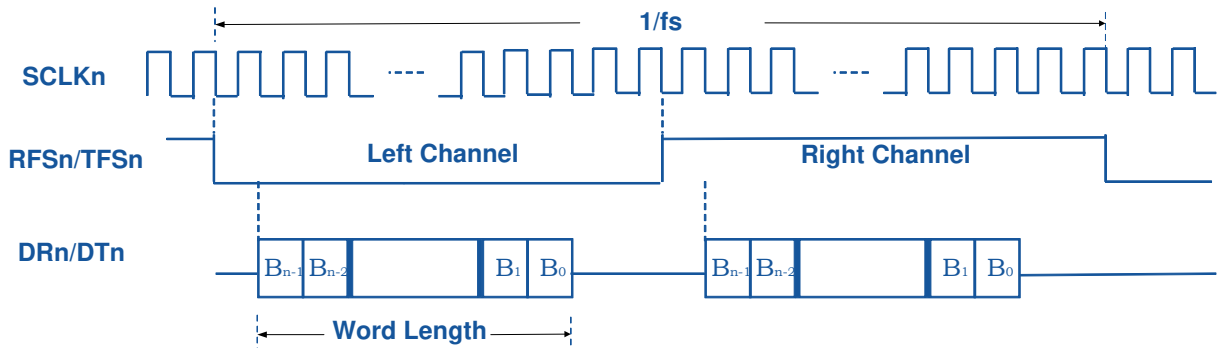 1/fs
SCLKn
RFSn/TFSn
Left Channel
Right Channel
DRn/DTn
Bn-1 Bn-2 B1 B0 Bn-1 Bn-2 B1 B0
Word Length